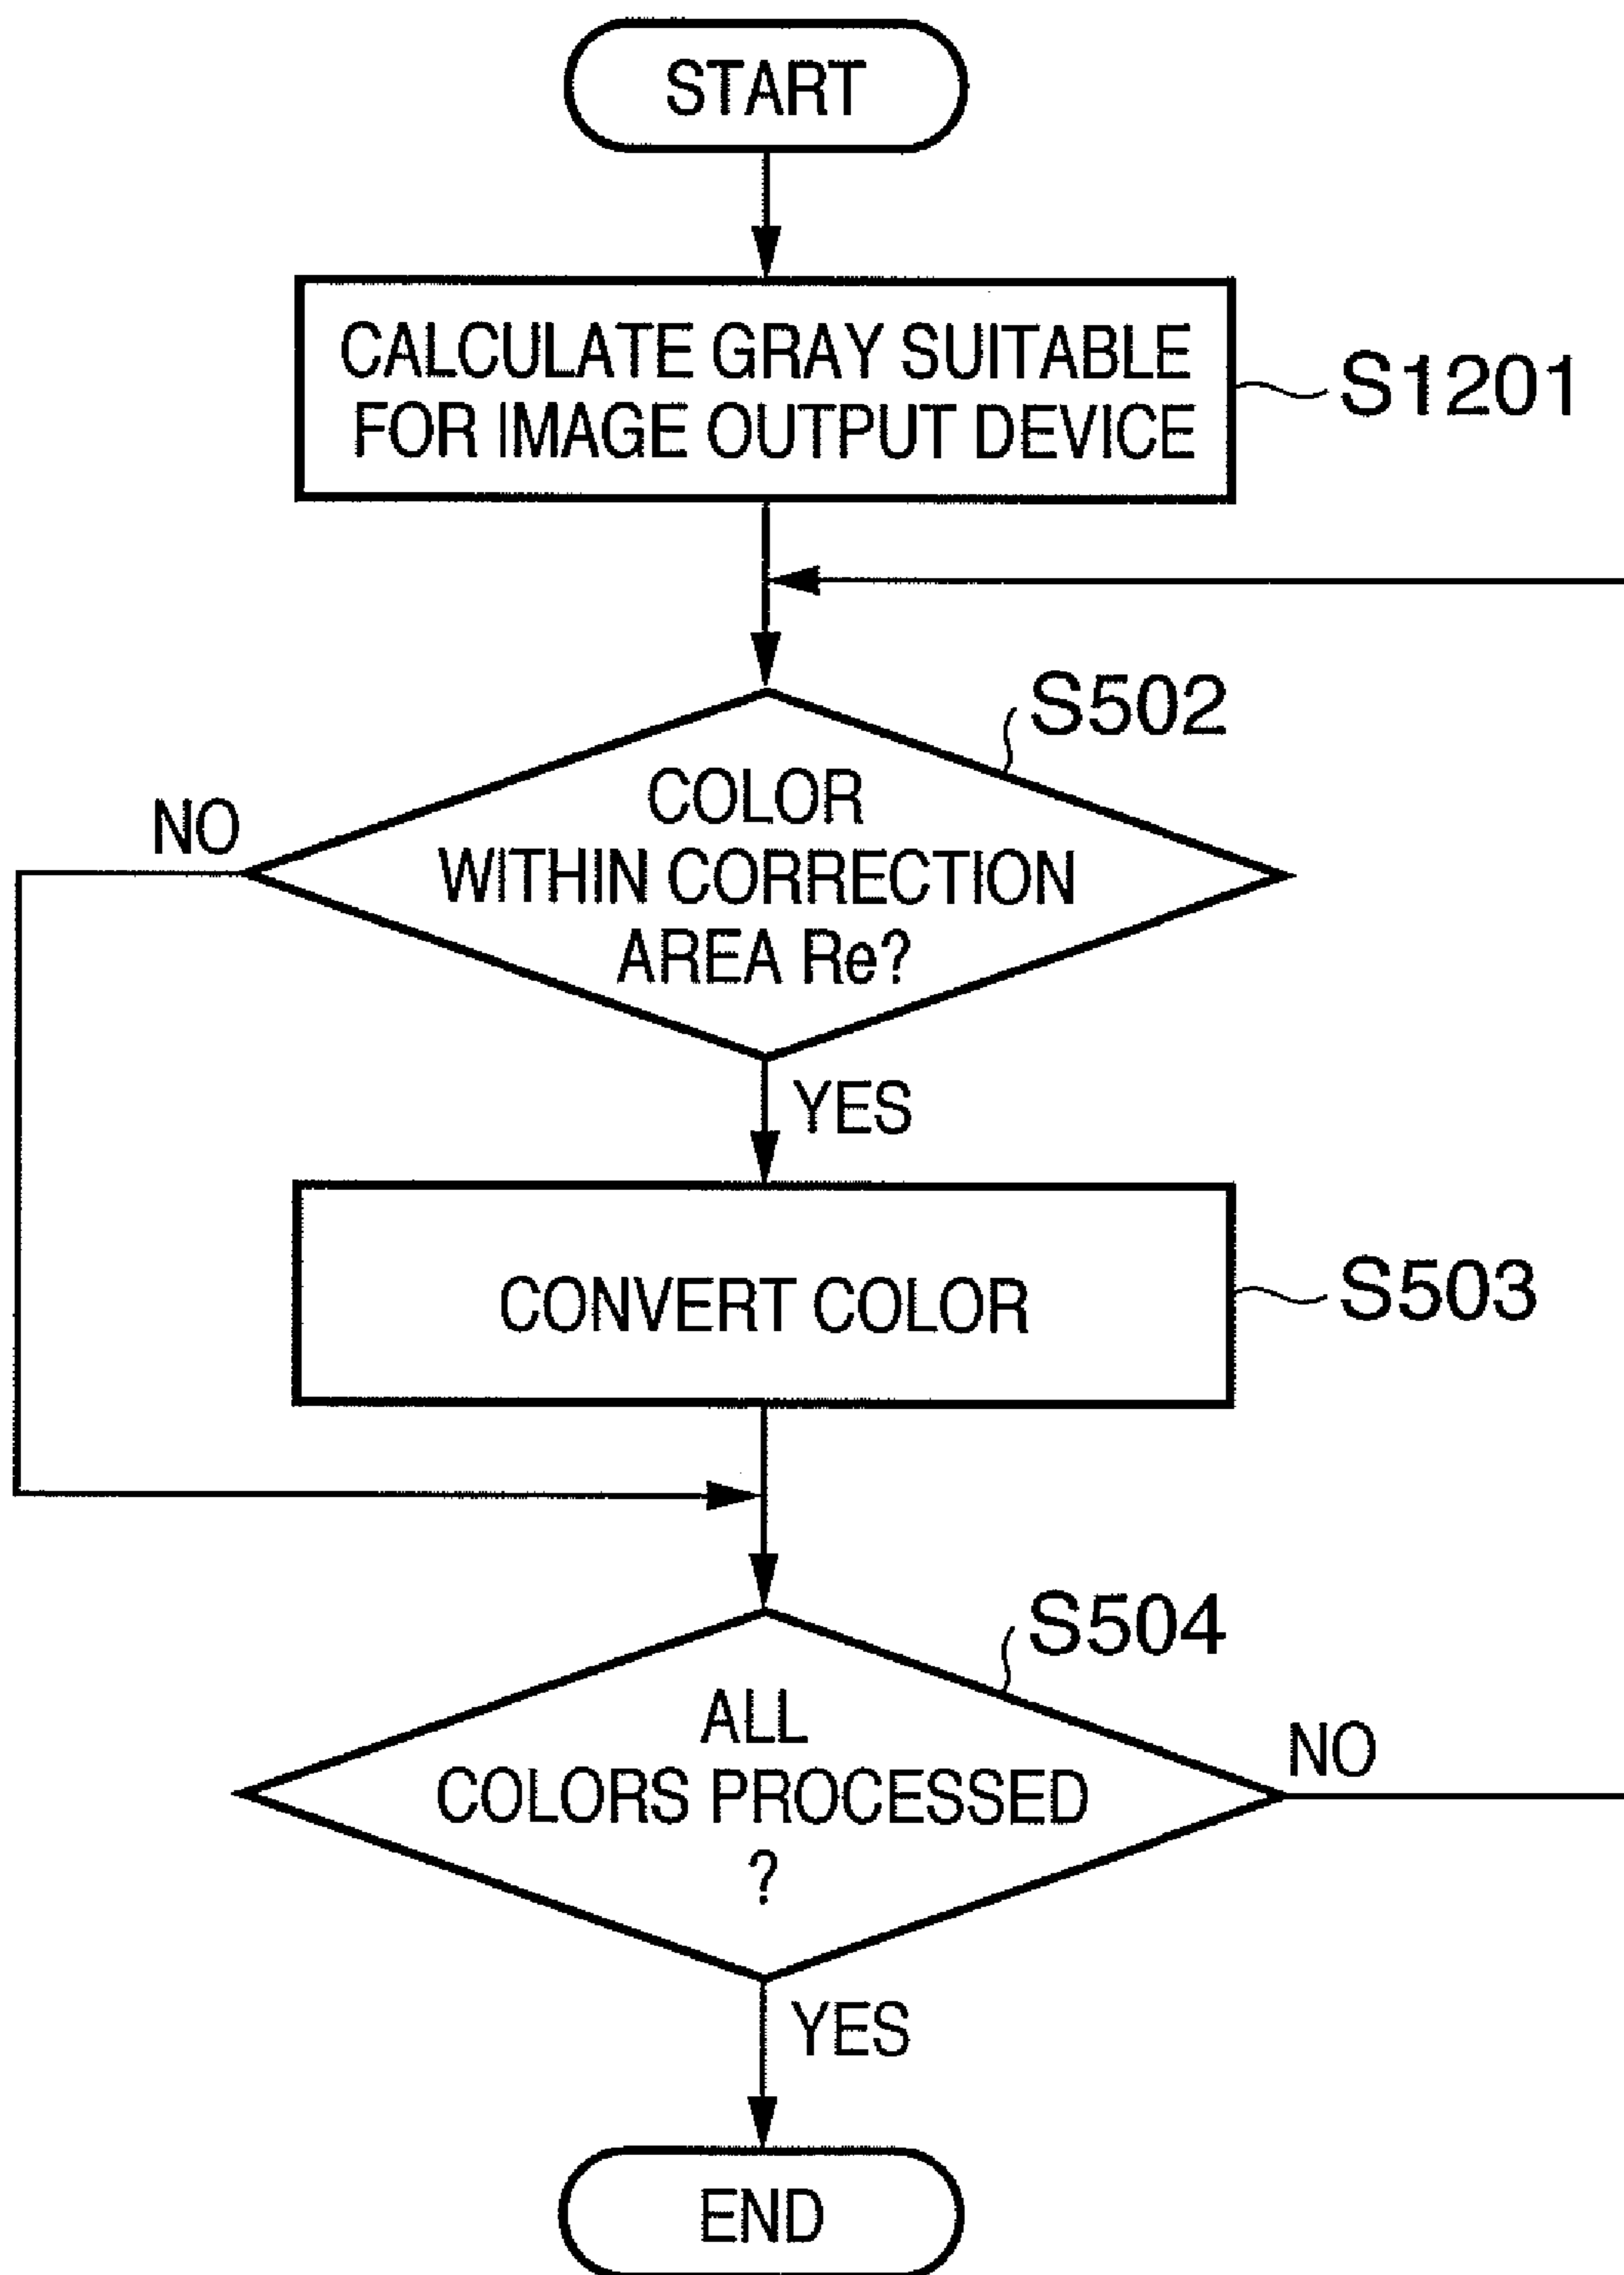 START
CALCULATE GRAY SUITABLE
FOR IMAGE OUTPUT DEVICE
S1201
S502
COLOR
WITHIN CORRECTION
AREA Re?
NO
YES
CONVERT COLOR
S503
S504
ALL
COLORS PROCESSED
?
NO
YES
END